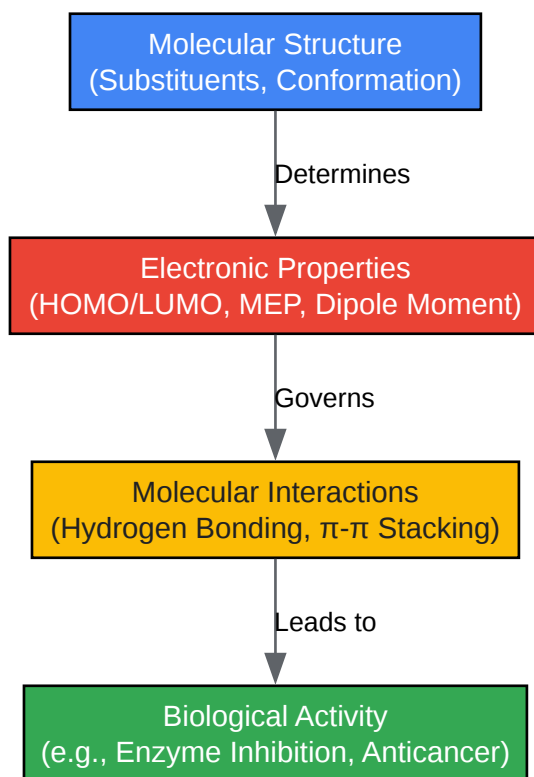 Molecular Structure
(Substituents, Conformation)
Determines
Electronic Properties
(HOMO/LUMO, MEP, Dipole Moment)
Governs
Molecular Interactions
(Hydrogen Bonding, π-π Stacking)
Leads to
Biological Activity
(e.g., Enzyme Inhibition, Anticancer)